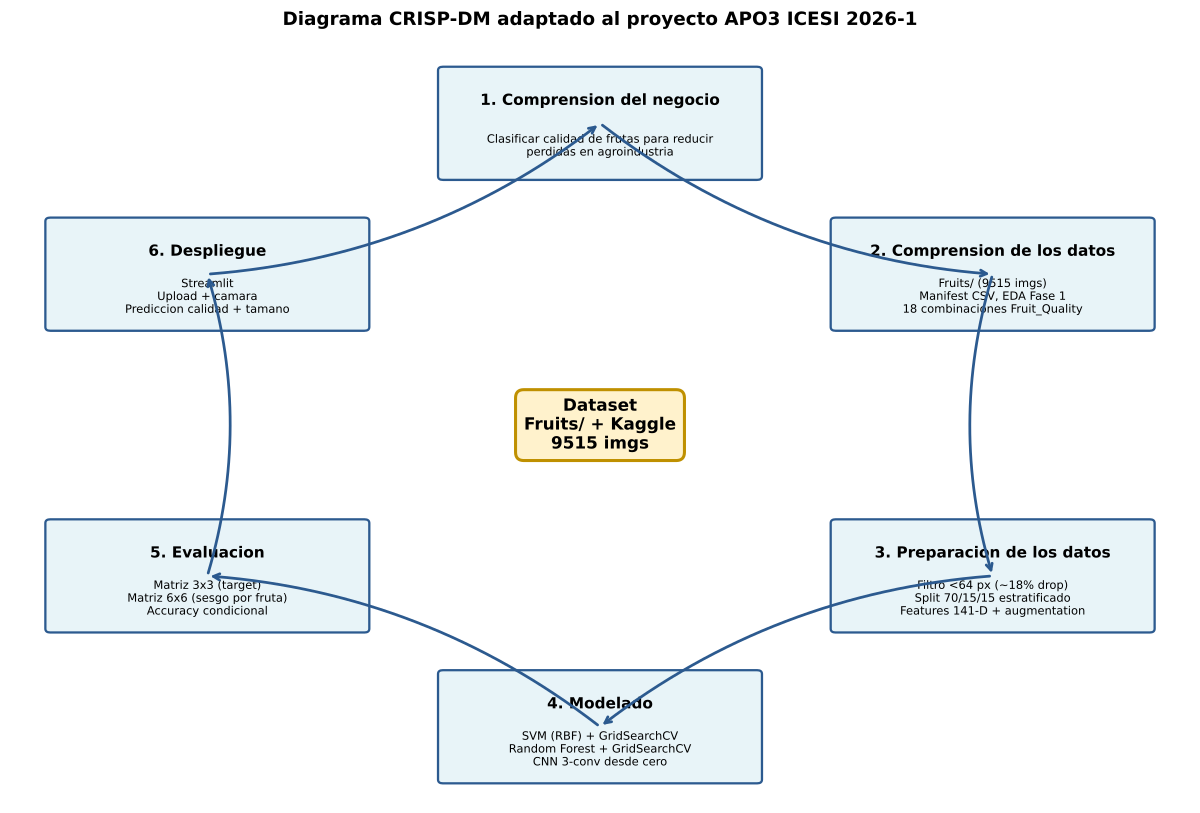 Diagrama CRISP-DM adaptado al proyecto APO3 ICESI 2026-1
1. Comprension del negocio
Clasificar calidad de frutas para reducir
perdidas en agroindustria
2. Comprension de los datos
Fruits/ (9515 imgs)
Manifest CSV, EDA Fase 1
18 combinaciones Fruit_Quality
3. Preparacion de los datos
Filtro <64 px (~18% drop)
Split 70/15/15 estratificado
Features 141-D + augmentation
4. Modelado
SVM (RBF) + GridSearchCV
Random Forest + GridSearchCV
CNN 3-conv desde cero
5. Evaluacion
Matriz 3x3 (target)
Matriz 6x6 (sesgo por fruta)
Accuracy condicional
6. Despliegue
Streamlit
Upload + camara
Prediccion calidad + tamano
Dataset
Fruits/ + Kaggle
9515 imgs